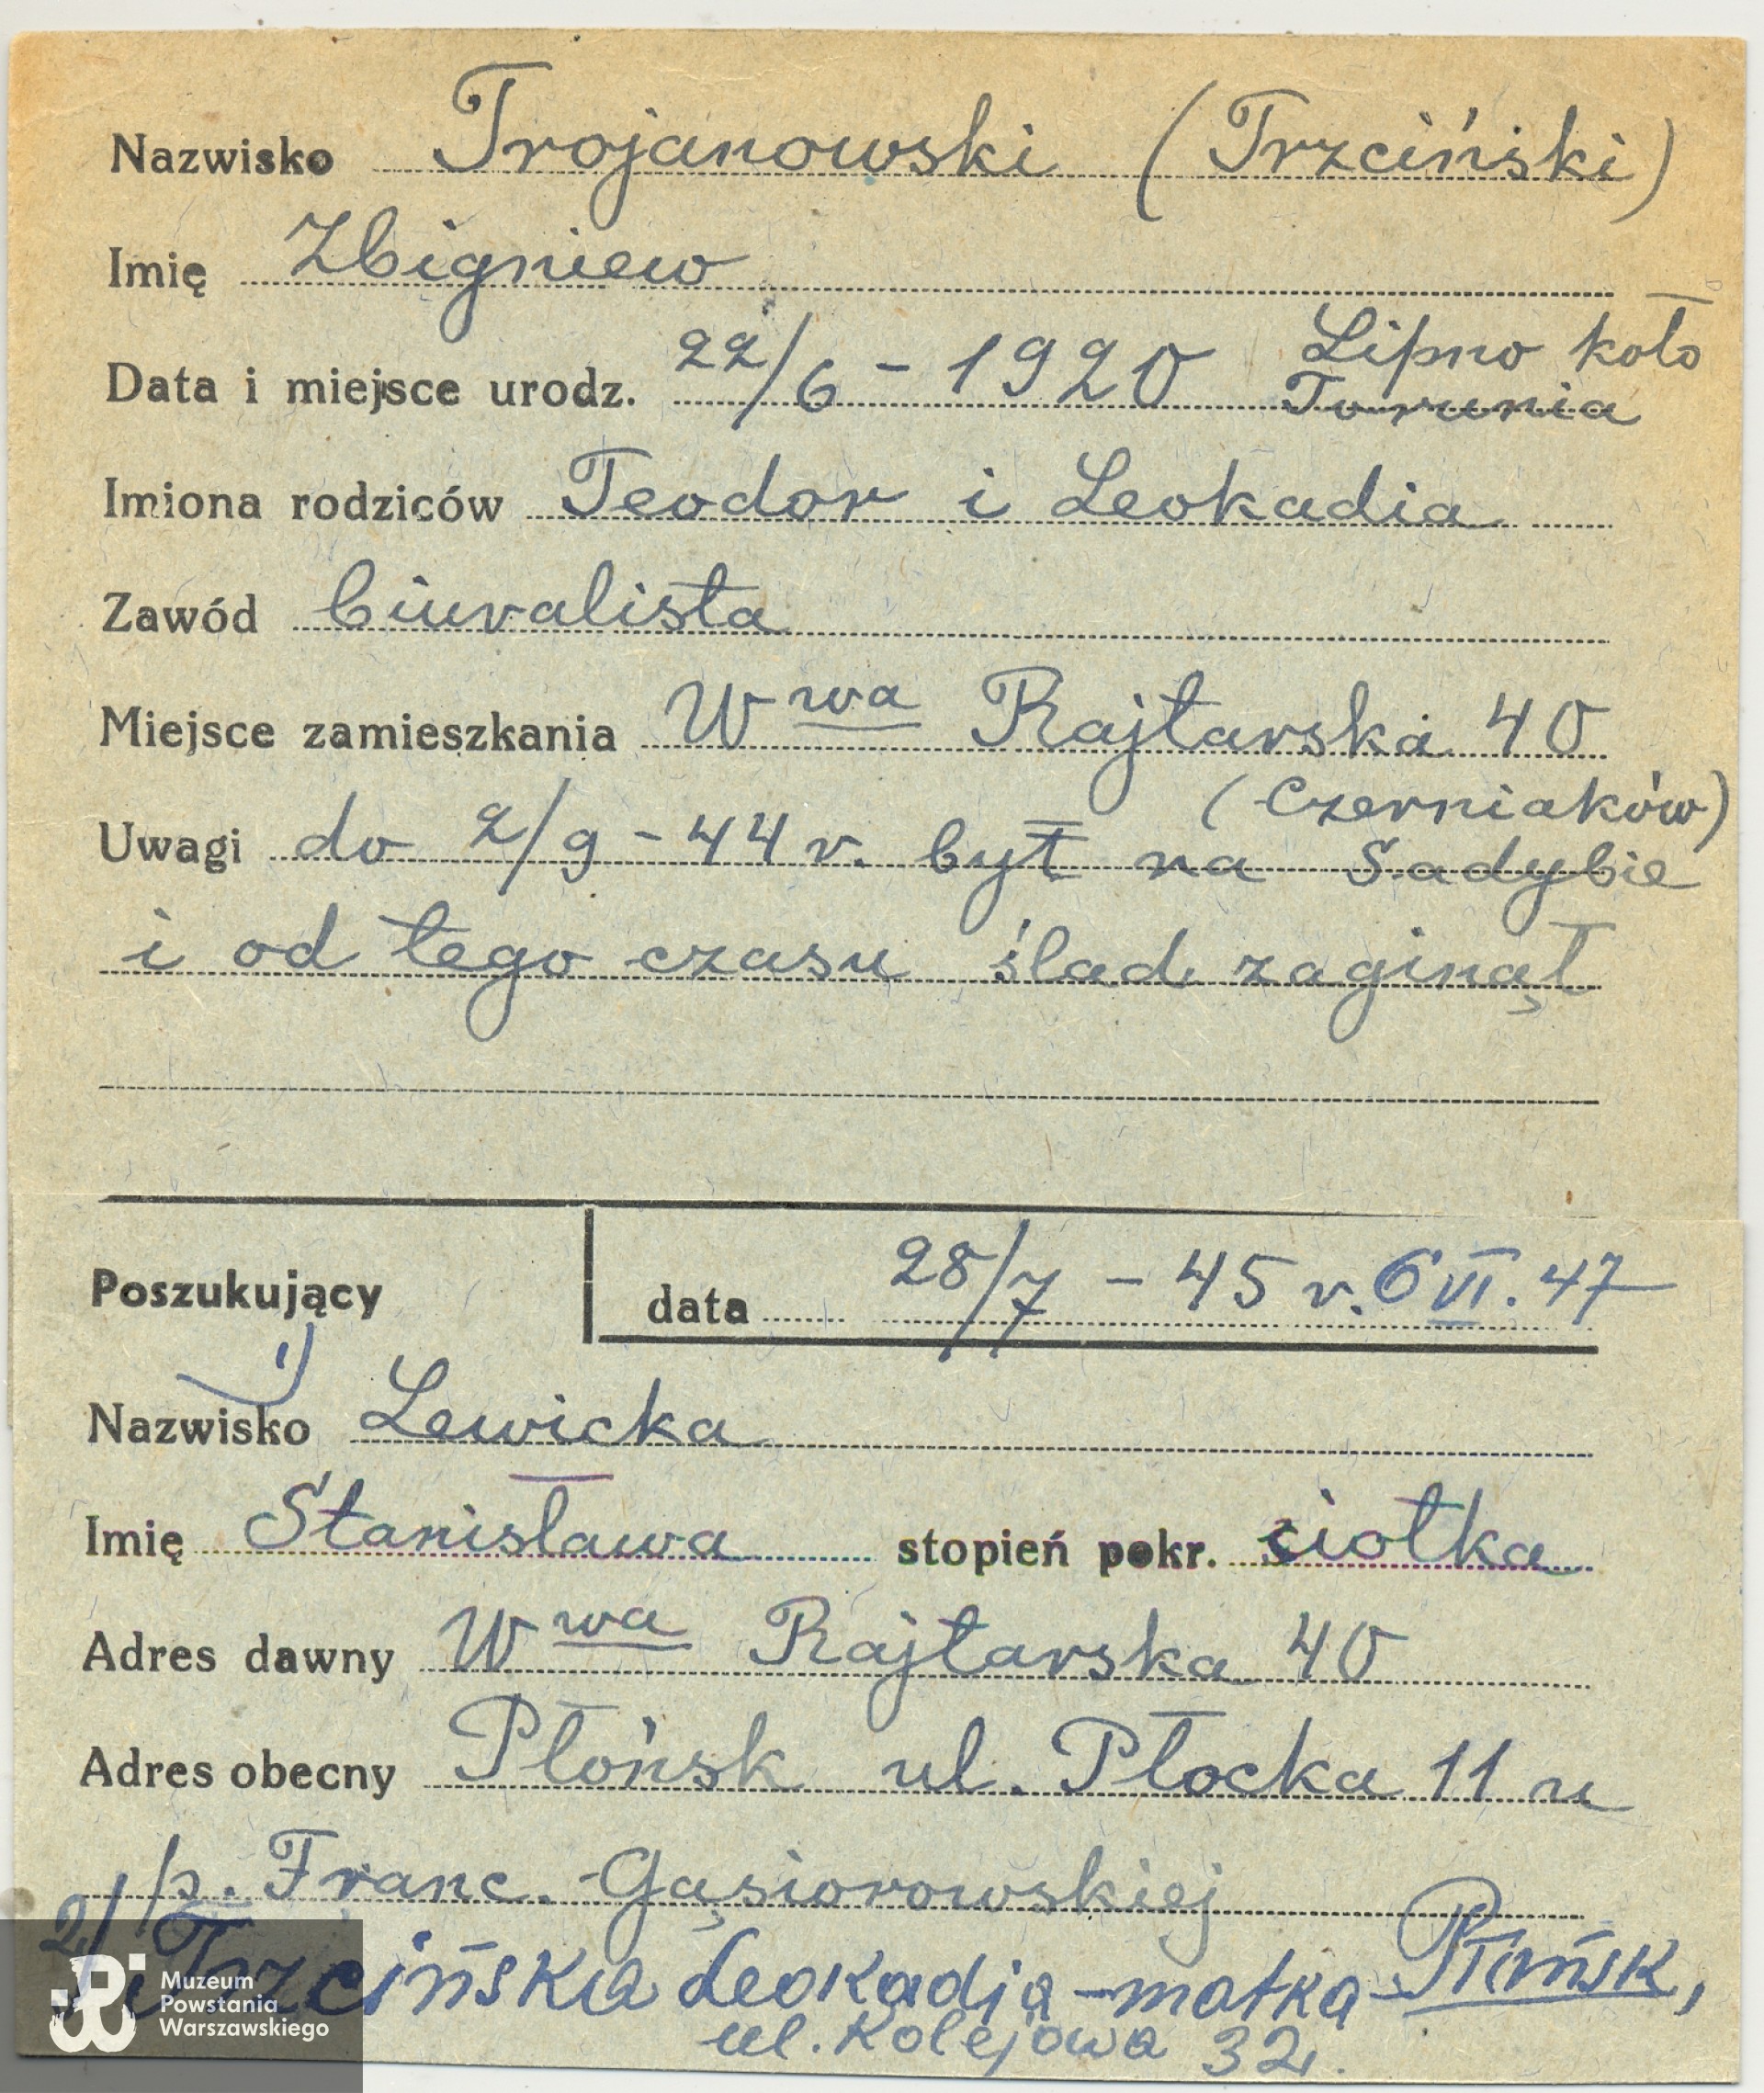 Nazwisko Trojanowski (Trzciński)
Imię Zbigniew
Data i miejsce urodz. 22/6 - 1920 Lipno koło
Torunia
Imiona rodziców Teodor i Leokadia
Zawód biuralista
Miejsce zamieszkania Wwa Rajtarska 40
(Czerniaków)
Uwagi do 2/9 - 44 r. był na Sadybie
i od tego czasu ślad zaginął
Poszukujący data 28/7 - 45 r. 6 VI. 47
1)
Nazwisko Lewicka
Imię Stanisława stopień pokr. ciotka
Adres dawny Wwa Rajtarska 40
Adres obecny Płońsk ul. Płocka 11 u
p. Franc. Gąsiorowskiej
2) Trzcińska Leokadja - matka - Płońsk,
ul. Kolejowa 32.
Muzeum
Powstania
Warszawskiego